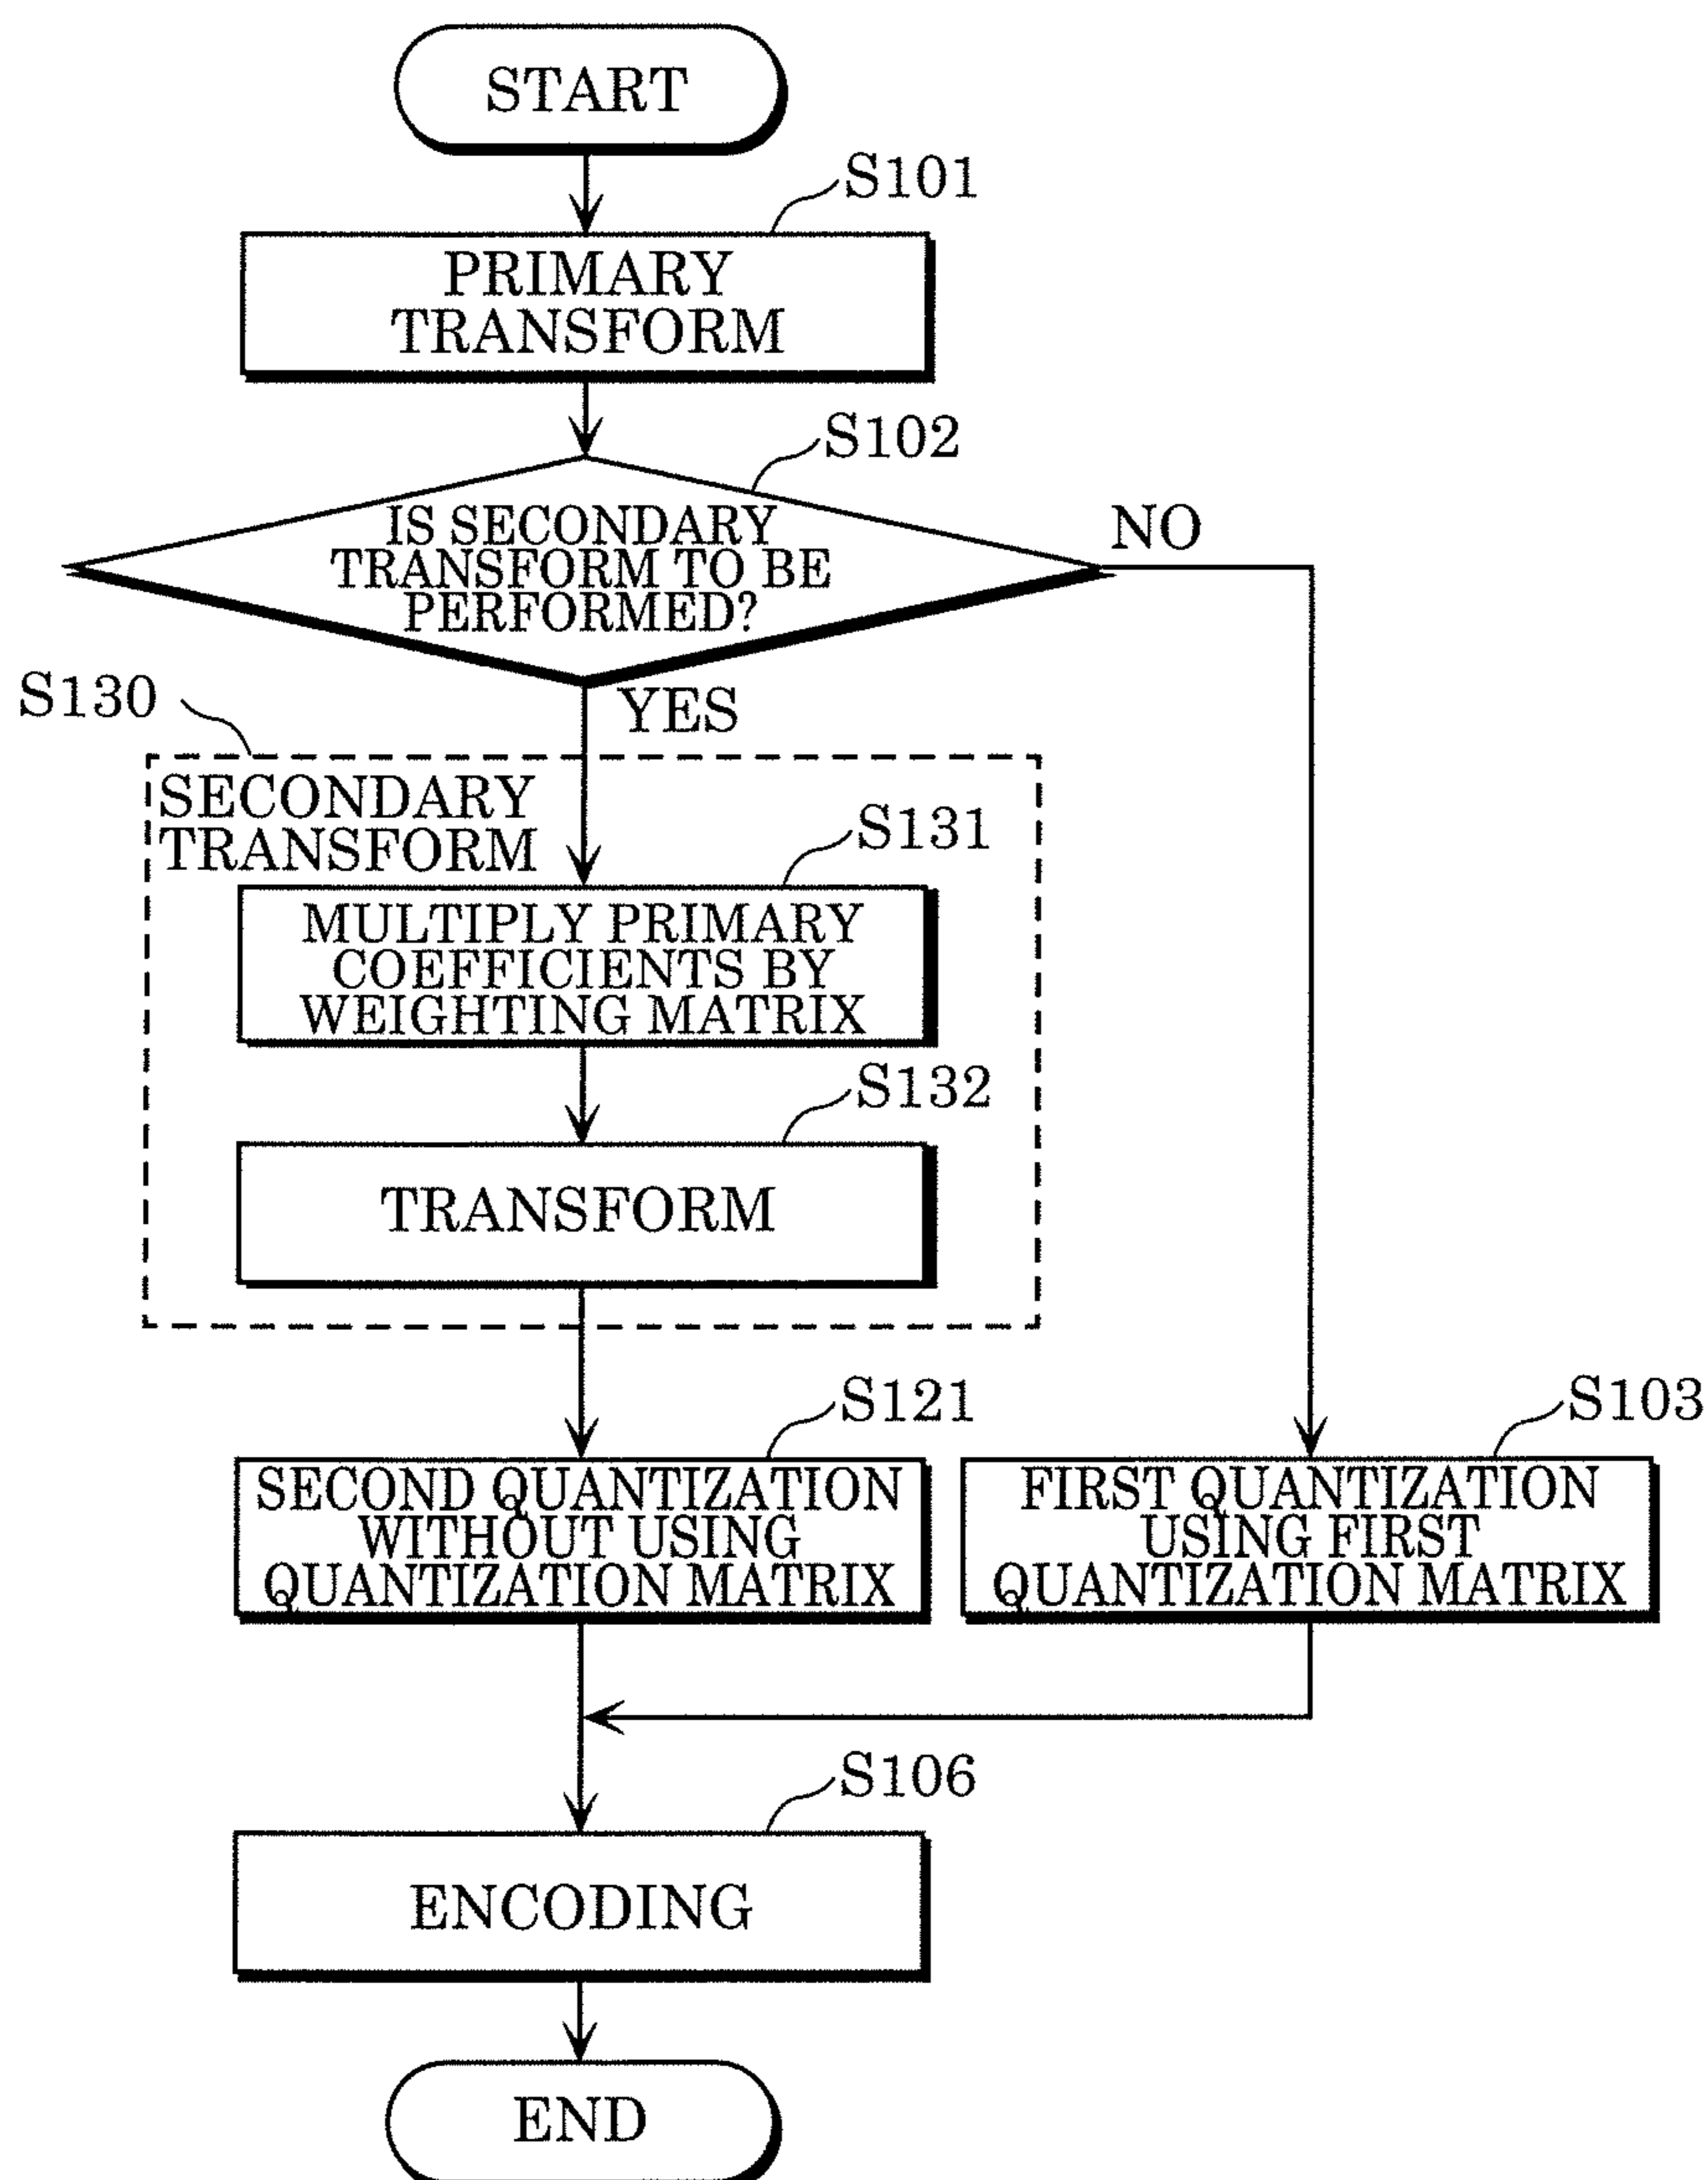 START
S101
PRIMARY
TRANSFORM
S102
IS SECONDARY
TRANSFORM TO BE
PERFORMED?
NO
YES
S130
SECONDARY
TRANSFORM
S131
MULTIPLY PRIMARY
COEFFICIENTS BY
WEIGHTING MATRIX
S132
TRANSFORM
S121
SECOND QUANTIZATION
WITHOUT USING
QUANTIZATION MATRIX
S103
FIRST QUANTIZATION
USING FIRST
QUANTIZATION MATRIX
S106
ENCODING
END